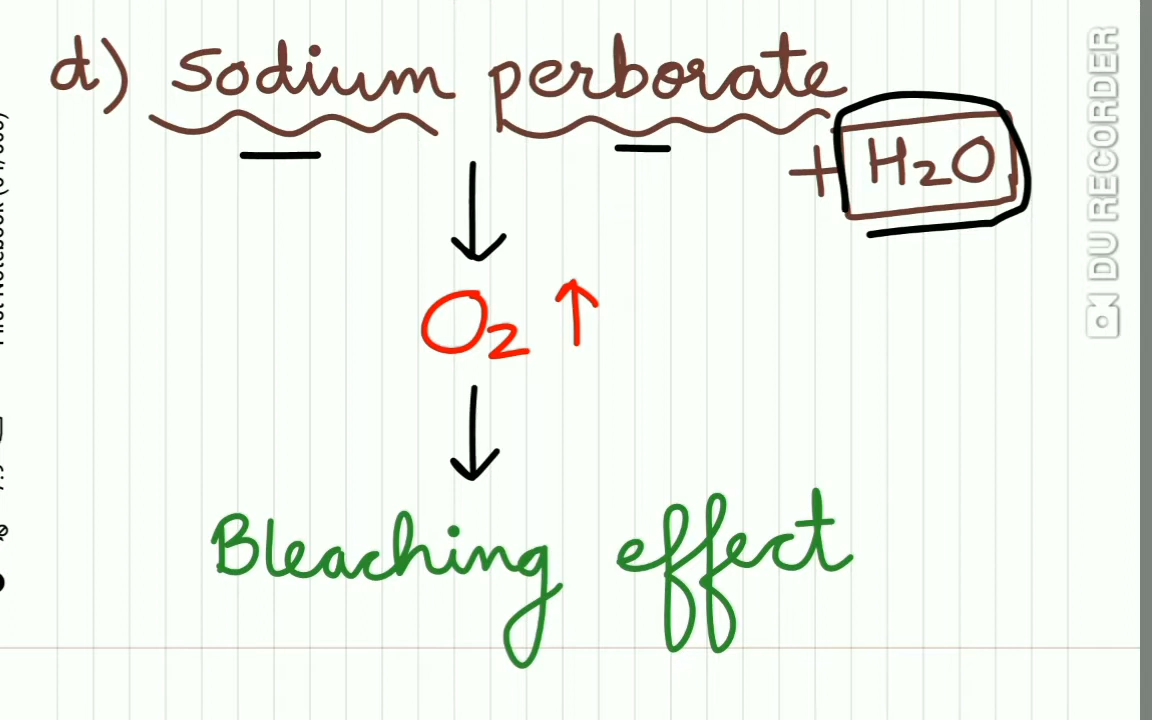 d) Sodium perborate
+ H2O
O2 ↑
Bleaching effect
DU RECORDER